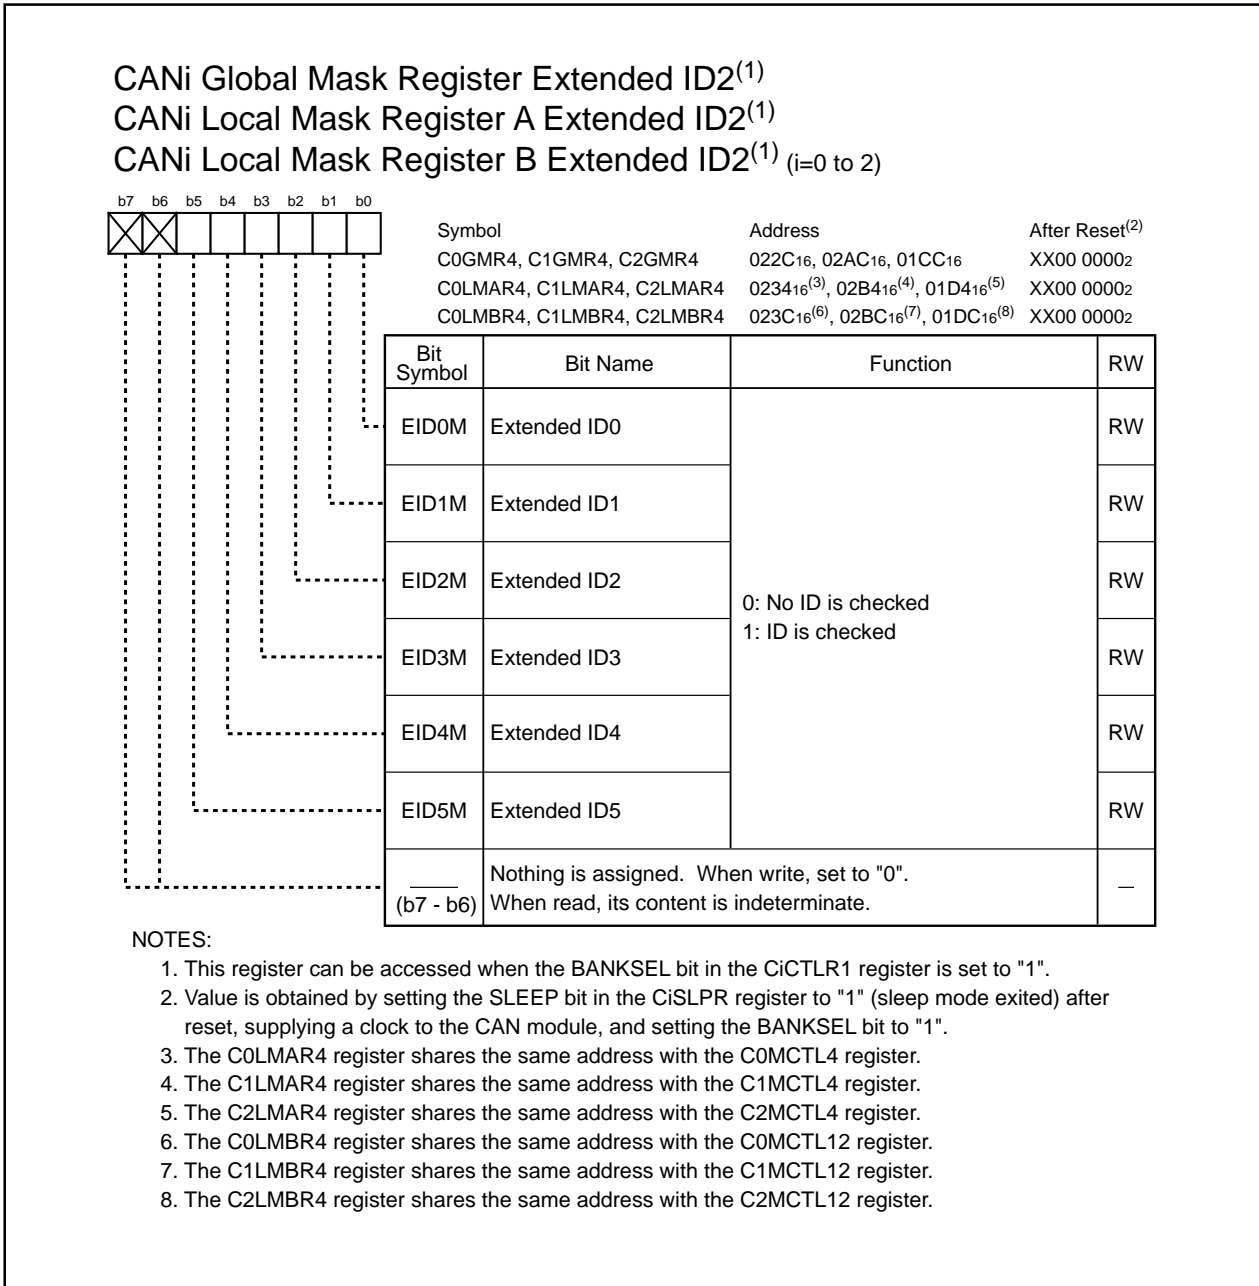 CANi Global Mask Register Extended ID2(1)
CANi Local Mask Register A Extended ID2(1)
CANi Local Mask Register B Extended ID2(1) (i=0 to 2)
b7 b6 b5 b4 b3 b2 b1 b0
Symbol Address After Reset(2)
C0GMR4, C1GMR4, C2GMR4 022C16, 02AC16, 01CC16 XX00 00002
C0LMAR4, C1LMAR4, C2LMAR4 023416(3), 02B416(4), 01D416(5) XX00 00002
C0LMBR4, C1LMBR4, C2LMBR4 023C16(6), 02BC16(7), 01DC16(8) XX00 00002
Bit Symbol Bit Name Function RW
EID0M Extended ID0 RW
EID1M Extended ID1 RW
EID2M Extended ID2 RW
0: No ID is checked
1: ID is checked
EID3M Extended ID3 RW
EID4M Extended ID4 RW
EID5M Extended ID5 RW
Nothing is assigned. When write, set to "0". —
(b7 - b6) When read, its content is indeterminate.
NOTES:
1. This register can be accessed when the BANKSEL bit in the CiCTLR1 register is set to "1".
2. Value is obtained by setting the SLEEP bit in the CiSLPR register to "1" (sleep mode exited) after
reset, supplying a clock to the CAN module, and setting the BANKSEL bit to "1".
3. The C0LMAR4 register shares the same address with the C0MCTL4 register.
4. The C1LMAR4 register shares the same address with the C1MCTL4 register.
5. The C2LMAR4 register shares the same address with the C2MCTL4 register.
6. The C0LMBR4 register shares the same address with the C0MCTL12 register.
7. The C1LMBR4 register shares the same address with the C1MCTL12 register.
8. The C2LMBR4 register shares the same address with the C2MCTL12 register.